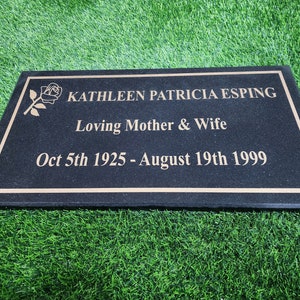 KATHLEEN PATRICIA ESPING
Loving Mother & Wife
Oct 5th 1925 - August 19th 1999